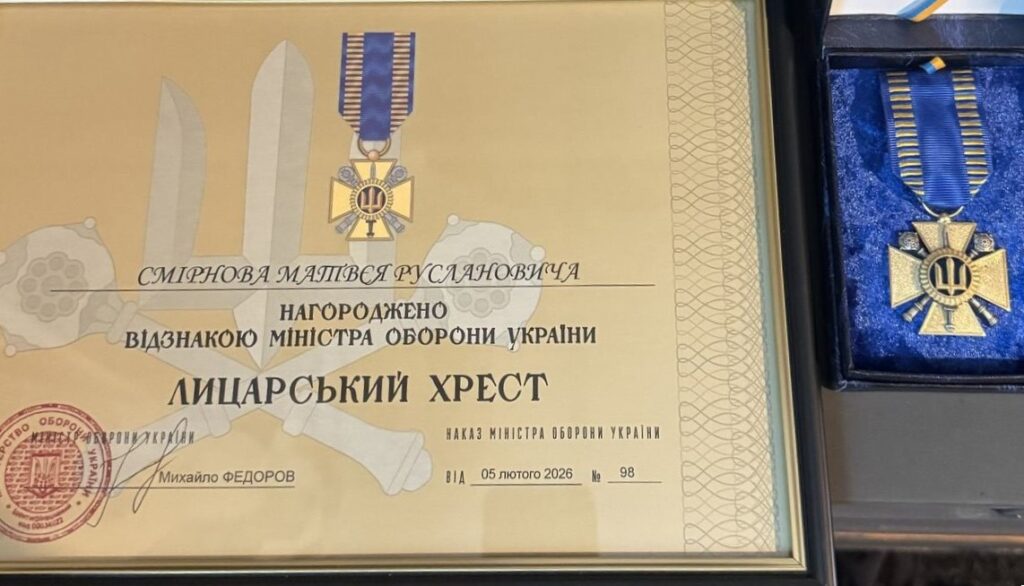 СМІРНОВА МАТВЄЯ РУСЛАНОВИЧА
НАГОРОДЖЕНО
ВІДЗНАКОЮ МІНІСТРА ОБОРОНИ УКРАЇНИ
ЛИЦАРСЬКИЙ ХРЕСТ
МІНІСТР ОБОРОНИ УКРАЇНИ
Михайло ФЕДОРОВ
НАКАЗ МІНІСТРА ОБОРОНИ УКРАЇНИ
ВІД 05 лютого 2026 № 98